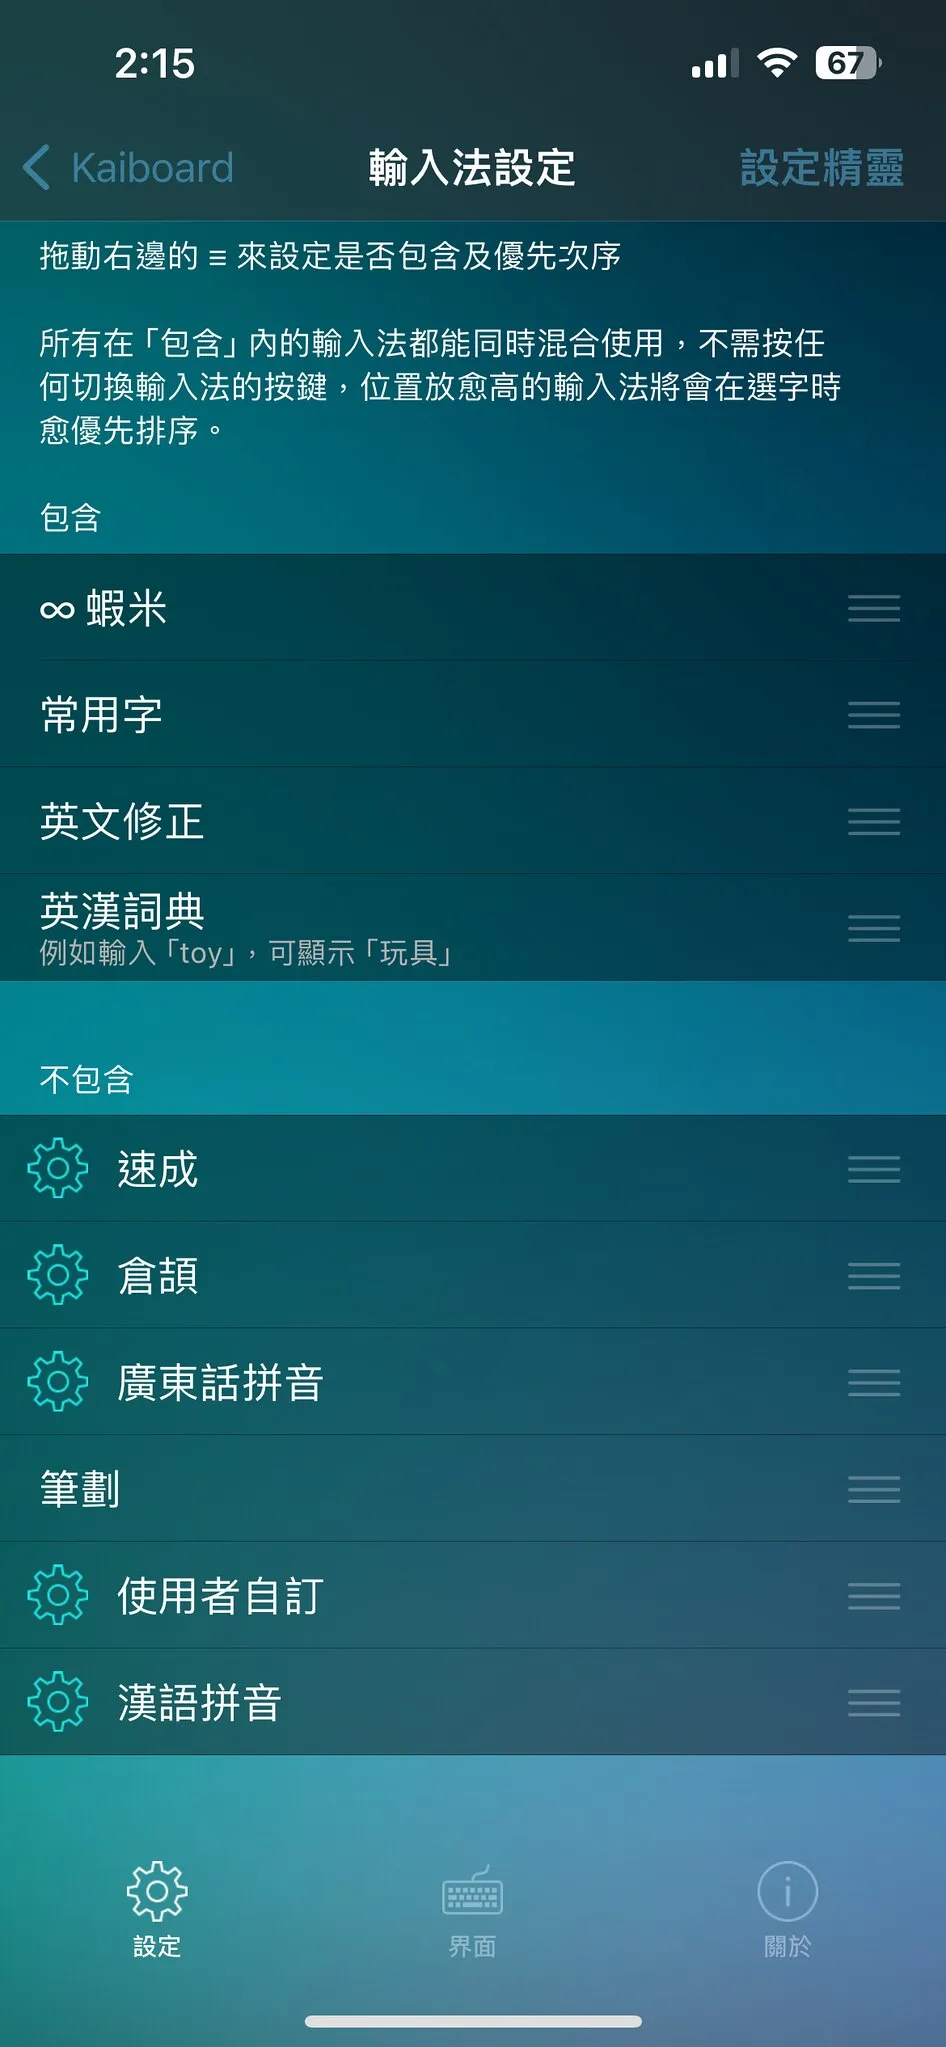 2:15
67
Kaiboard
輸入法設定
設定精靈
拖動右邊的 ≡ 來設定是否包含及優先次序
所有在「包含」內的輸入法都能同時混合使用，不需按任
何切換輸入法的按鍵，位置放愈高的輸入法將會在選字時
愈優先排序。
包含
∞ 蝦米
常用字
英文修正
英漢詞典
例如輸入「toy」，可顯示「玩具」
不包含
速成
倉頡
廣東話拼音
筆劃
使用者自訂
漢語拼音
設定
界面
關於